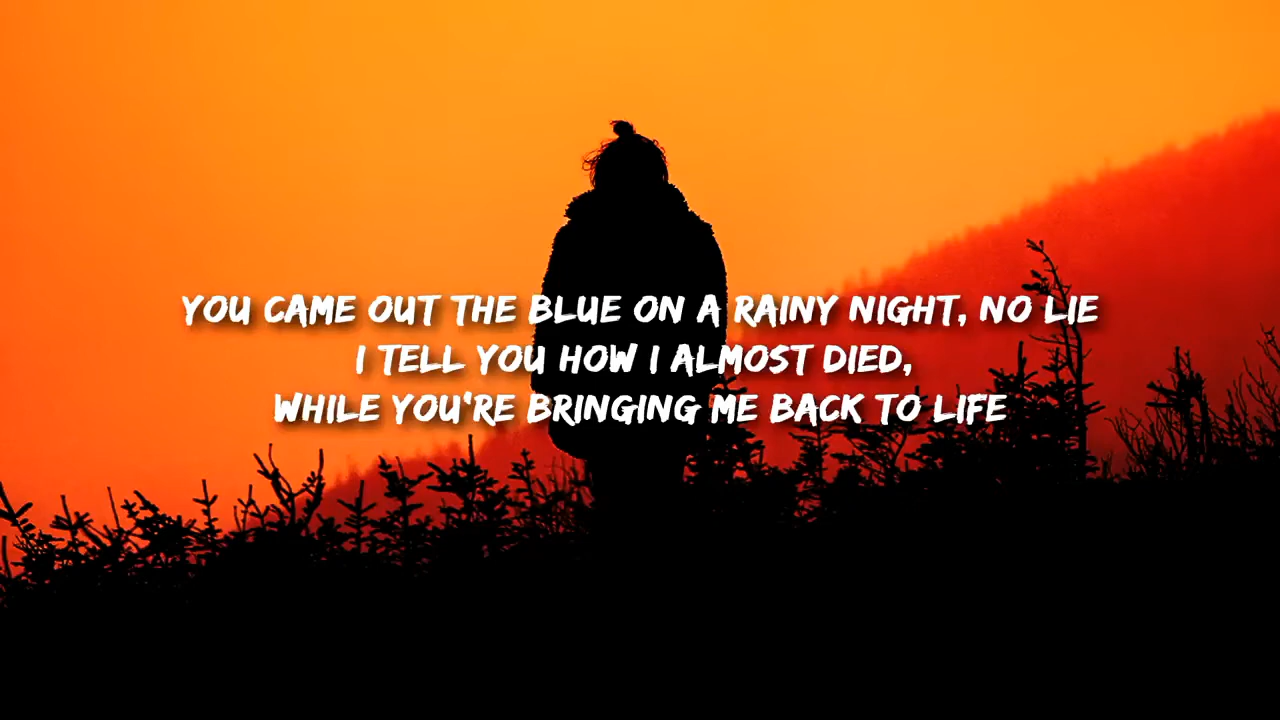 YOU CAME OUT THE BLUE ON A RAINY NIGHT, NO LIE
I TELL YOU HOW I ALMOST DIED,
WHILE YOU'RE BRINGING ME BACK TO LIFE